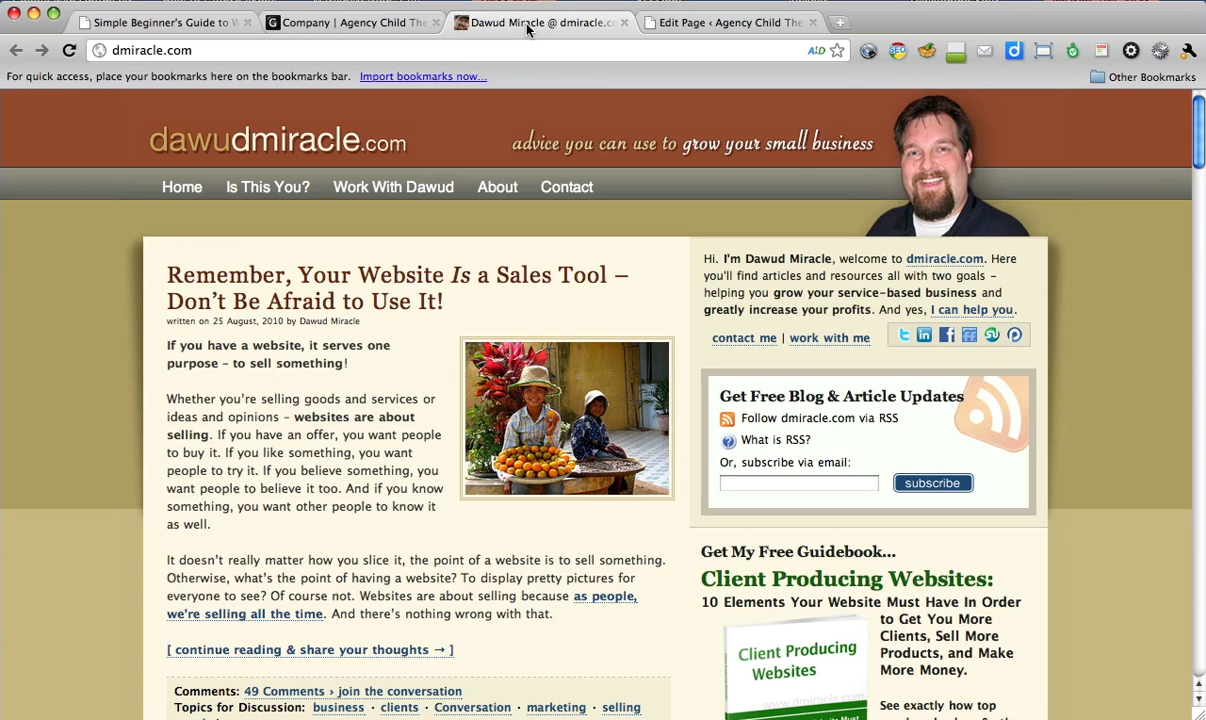 Simple Beginner's Guide to W
Company | Agency Child The
Dawud Miracle @ dmiracle.co
Edit Page ‹ Agency Child The
dmiracle.com
For quick access, place your bookmarks here on the bookmarks bar. Import bookmarks now...
Other Bookmarks
dawudmiracle.com
advice you can use to grow your small business
Home Is This You? Work With Dawud About Contact
Remember, Your Website Is a Sales Tool –
Don't Be Afraid to Use It!
written on 25 August, 2010 by Dawud Miracle
If you have a website, it serves one
purpose – to sell something!
Whether you're selling goods and services or
ideas and opinions – websites are about
selling. If you have an offer, you want people
to buy it. If you like something, you want
people to try it. If you believe something, you
want people to believe it too. And if you know
something, you want other people to know it
as well.
It doesn't really matter how you slice it, the point of a website is to sell something.
Otherwise, what's the point of having a website? To display pretty pictures for
everyone to see? Of course not. Websites are about selling because as people,
we're selling all the time. And there's nothing wrong with that.
[ continue reading & share your thoughts → ]
Comments: 49 Comments › join the conversation
Topics for Discussion: business · clients · Conversation · marketing · selling
Hi. I'm Dawud Miracle, welcome to dmiracle.com. Here
you'll find articles and resources all with two goals –
helping you grow your service-based business and
greatly increase your profits. And yes, I can help you.
contact me | work with me
Get Free Blog & Article Updates
Follow dmiracle.com via RSS
What is RSS?
Or, subscribe via email:
subscribe
Get My Free Guidebook...
Client Producing Websites:
10 Elements Your Website Must Have In Order
to Get You More
Clients, Sell More
Products, and Make
More Money.
See exactly how top
Client Producing
Websites
www.dmiracle.com